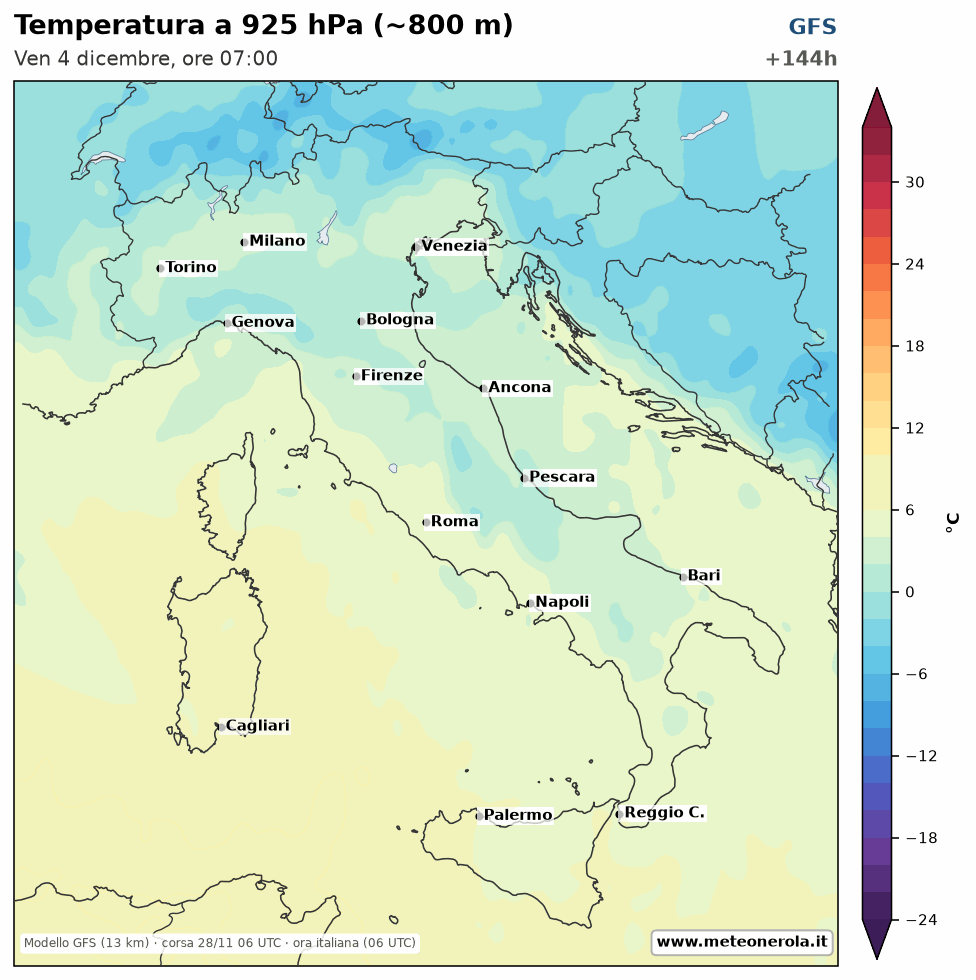 Temperatura a 925 hPa (~800 m)
GFS
Ven 4 dicembre, ore 07:00
+144h
Milano
Venezia
Torino
Genova
Bologna
Firenze
Ancona
Pescara
Roma
Bari
Napoli
Cagliari
Palermo
Reggio C.
30
24
18
12
6
0
−6
−12
−18
−24
°C
Modello GFS (13 km) · corsa 28/11 06 UTC · ora italiana (06 UTC)
www.meteonerola.it